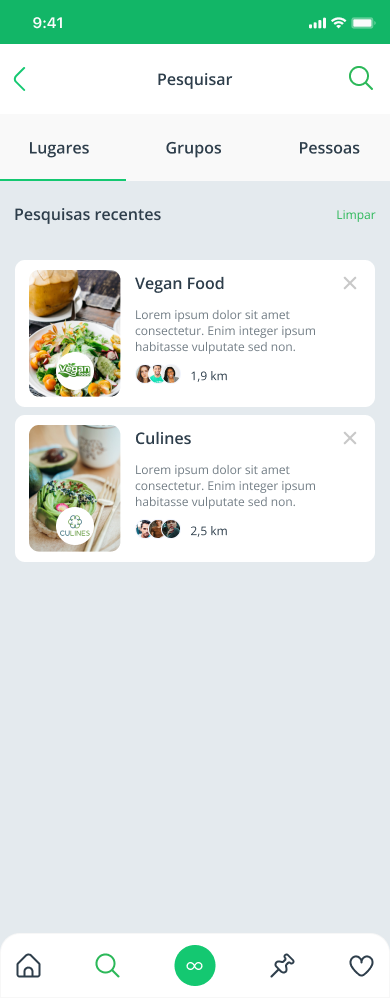 9:41
Pesquisar
Lugares
Grupos
Pessoas
Pesquisas recentes
Limpar
Vegan Food
Lorem ipsum dolor sit amet
consectetur. Enim integer ipsum
habitasse vulputate sed non.
Vegan
1,9 km
Culines
Lorem ipsum dolor sit amet
consectetur. Enim integer ipsum
habitasse vulputate sed non.
CULINES
2,5 km